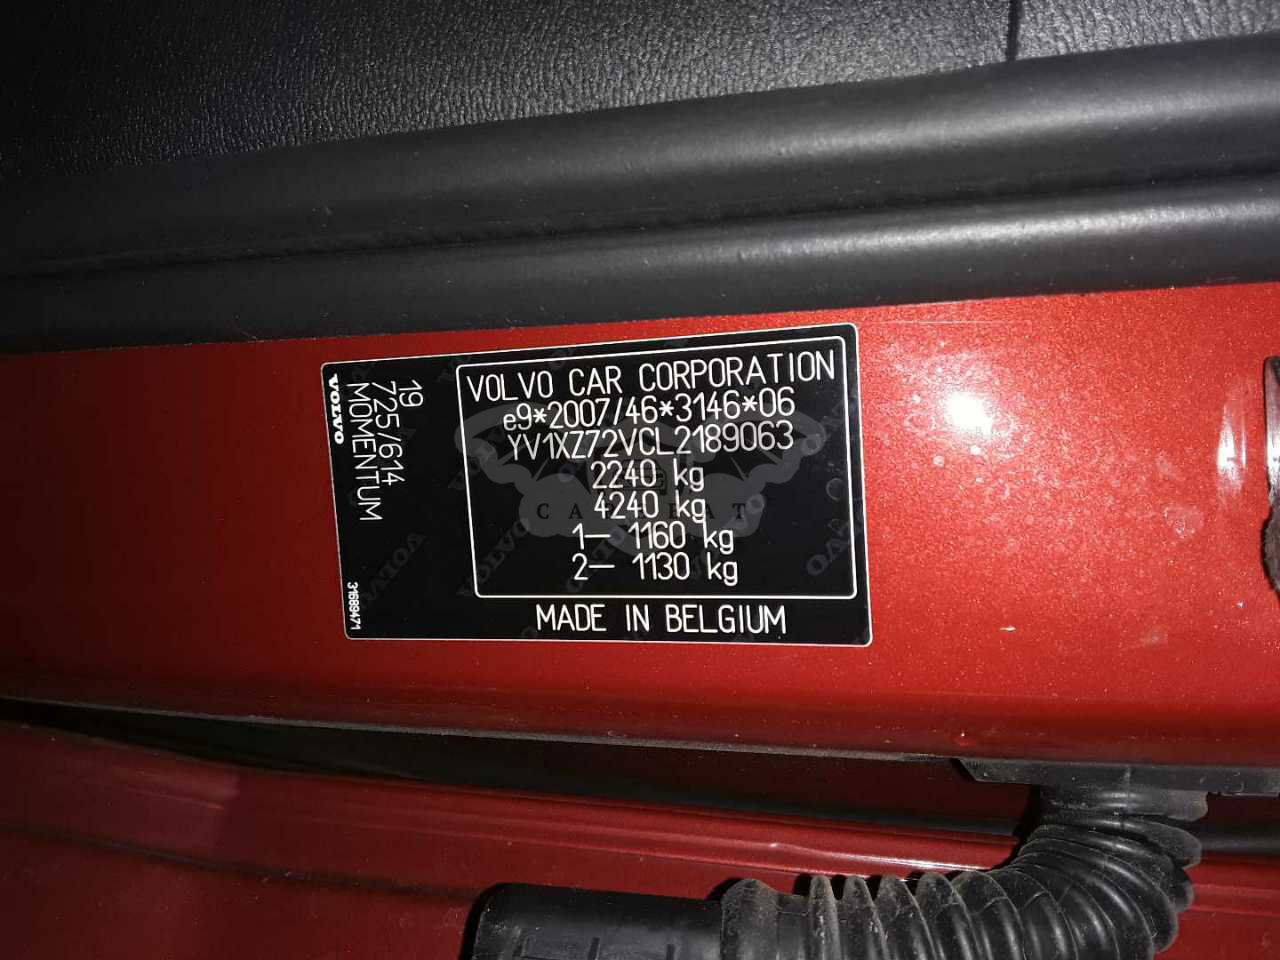 VOLVO
19
725/614
MOMENTUM
31689471
VOLVO CAR CORPORATION
e9*2007/46*3146*06
YV1XZ72VCL2189063
2240 kg
4240 kg
1– 1160 kg
2– 1130 kg
MADE IN BELGIUM